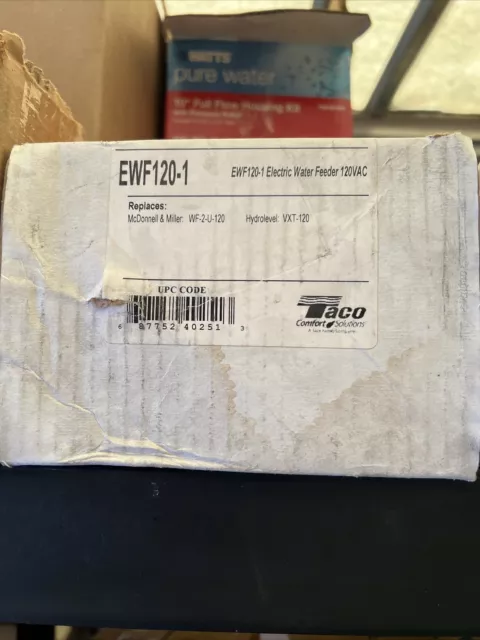 WATTS
pure water
10" Full Flow Housing Kit
EWF120-1
EWF120-1 Electric Water Feeder 120VAC
Replaces:
McDonnell & Miller: WF-2-U-120 Hydrolevel: VXT-120
UPC CODE
6 87752 40251 3
Taco
Comfort Solutions